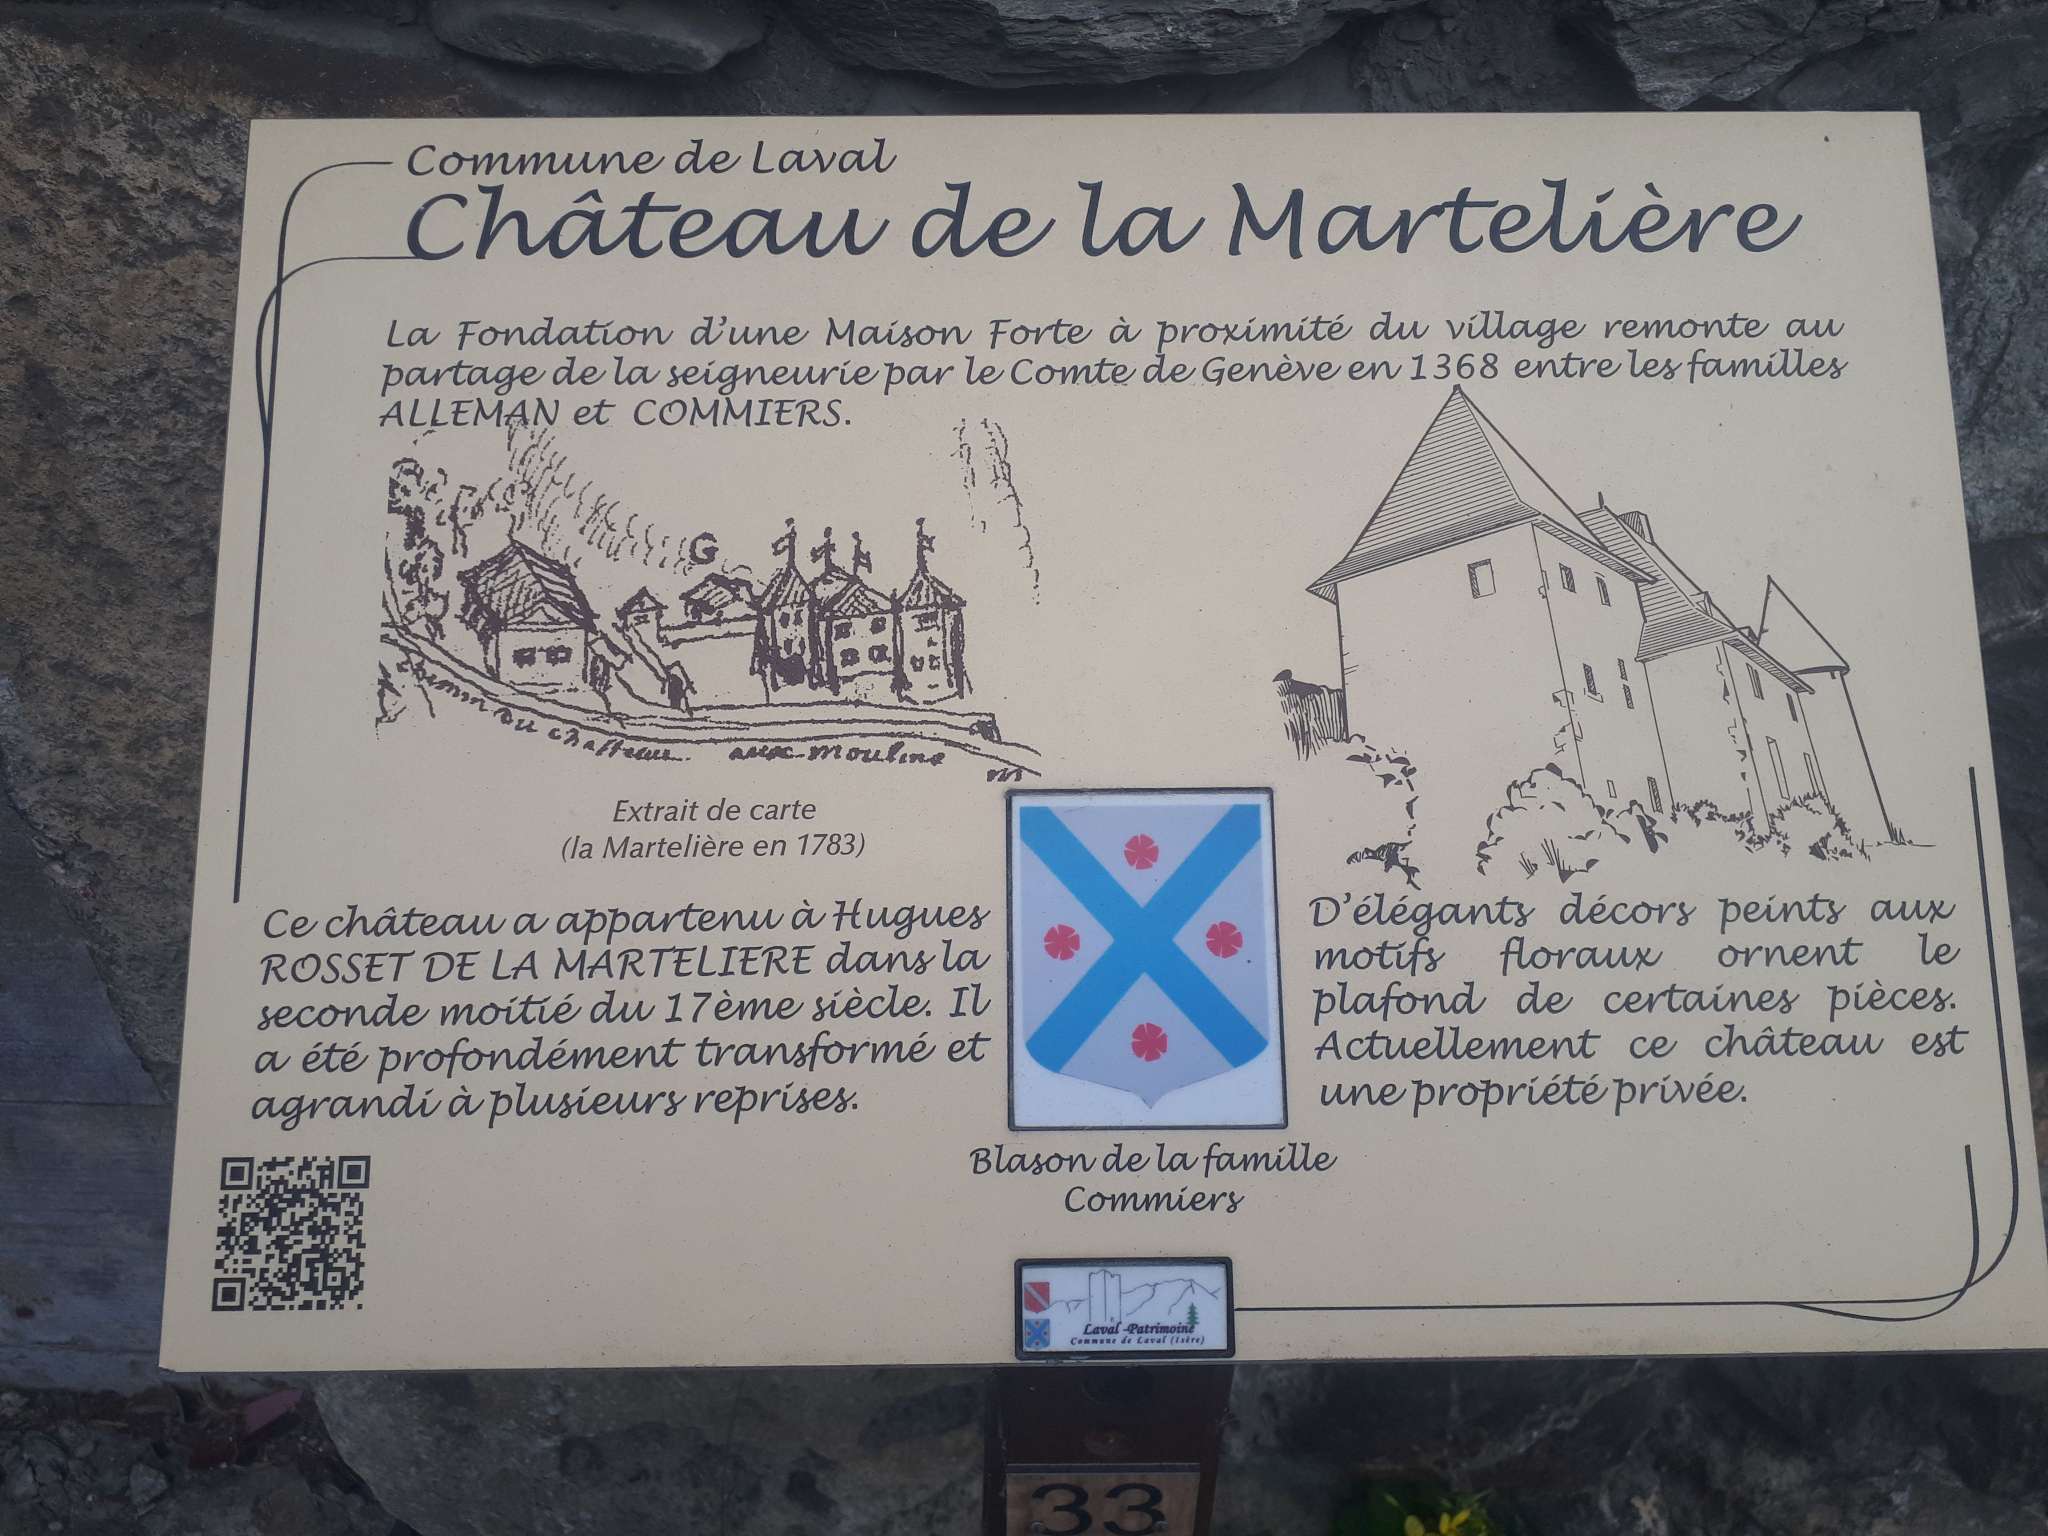 Commune de Laval
Château de la Martelière
La Fondation d'une Maison Forte à proximité du village remonte au
partage de la seigneurie par le Comte de Genève en 1368 entre les familles
ALLEMAN et COMMIERS.
G
du chasteau aux mouline
Extrait de carte
(la Martelière en 1783)
Ce château a appartenu à Hugues
ROSSET DE LA MARTELIERE dans la
seconde moitié du 17ème siècle. Il
a été profondément transformé et
agrandi à plusieurs reprises.
D'élégants décors peints aux
motifs floraux ornent le
plafond de certaines pièces.
Actuellement ce château est
une propriété privée.
Blason de la famille
Commiers
Laval-Patrimoine
Commune de Laval (Isère)
33